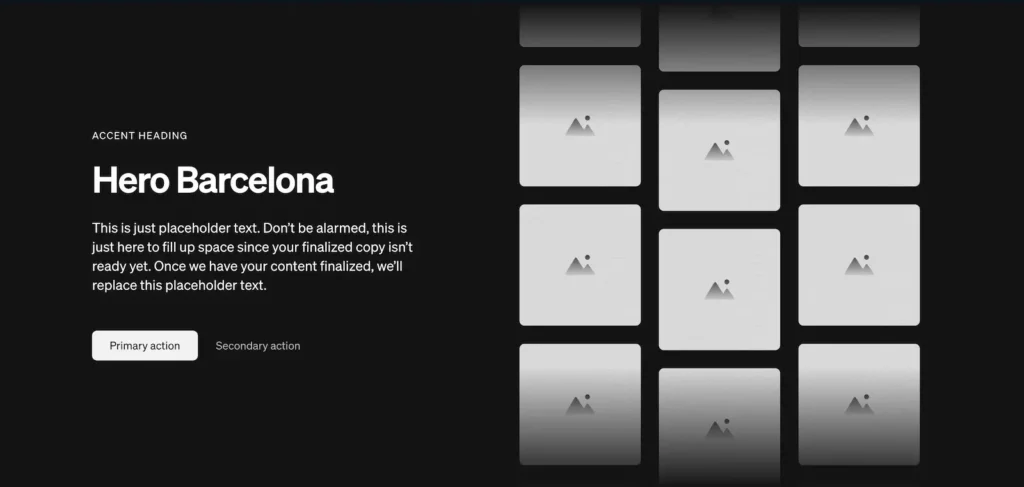 ACCENT HEADING
Hero Barcelona
This is just placeholder text. Don't be alarmed, this is
just here to fill up space since your finalized copy isn't
ready yet. Once we have your content finalized, we'll
replace this placeholder text.
Primary action
Secondary action